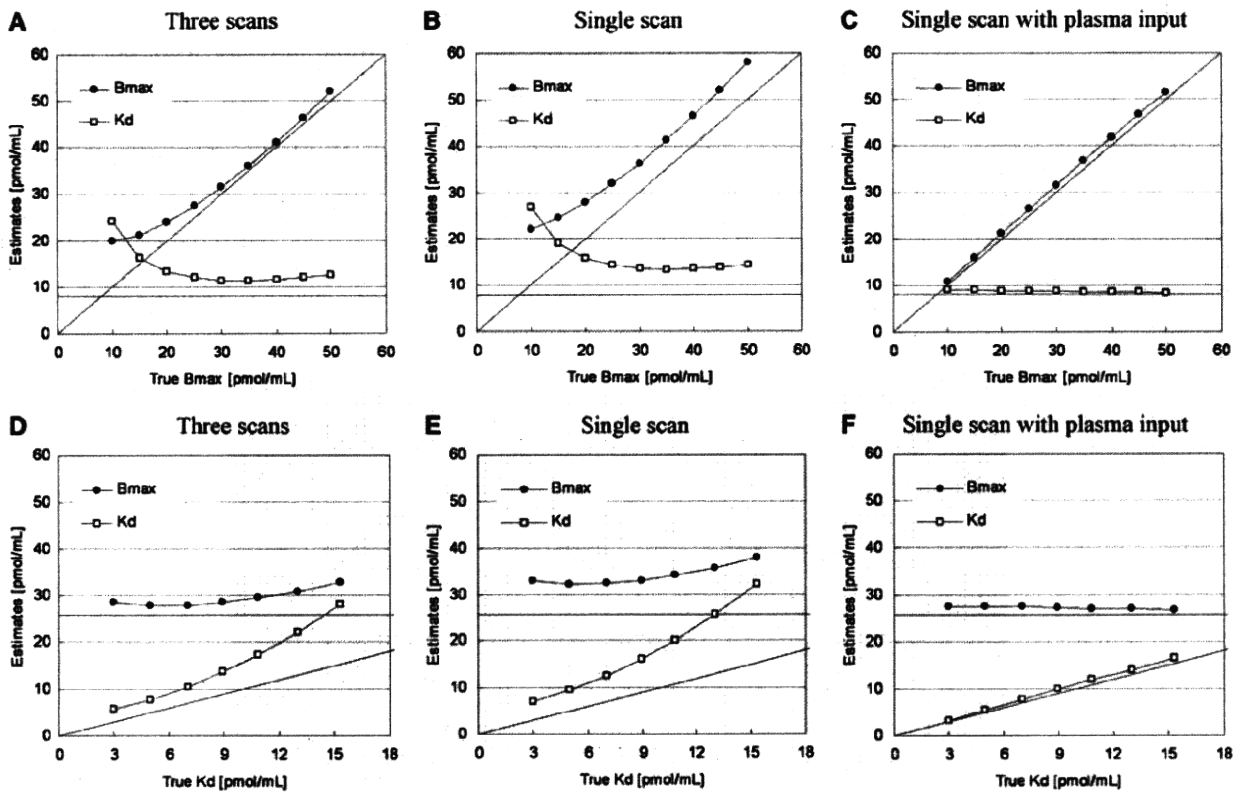 A Three scans
60
50
40
30
20
10
0
Estimates [pmol/mL]
Bmax
Kd
0 10 20 30 40 50 60
True Bmax [pmol/mL]
B Single scan
60
50
40
30
20
10
0
Estimates [pmol/mL]
Bmax
Kd
0 10 20 30 40 50 60
True Bmax [pmol/mL]
C Single scan with plasma input
60
50
40
30
20
10
0
Estimates [pmol/mL]
Bmax
Kd
0 10 20 30 40 50 60
True Bmax [pmol/mL]
D Three scans
60
50
40
30
20
10
0
Estimates [pmol/mL]
Bmax
Kd
0 3 6 9 12 15 18
True Kd [pmol/mL]
E Single scan
60
50
40
30
20
10
0
Estimates [pmol/mL]
Bmax
Kd
0 3 6 9 12 15 18
True Kd [pmol/mL]
F Single scan with plasma input
60
50
40
30
20
10
0
Estimates [pmol/mL]
Bmax
Kd
0 3 6 9 12 15 18
True Kd [pmol/mL]